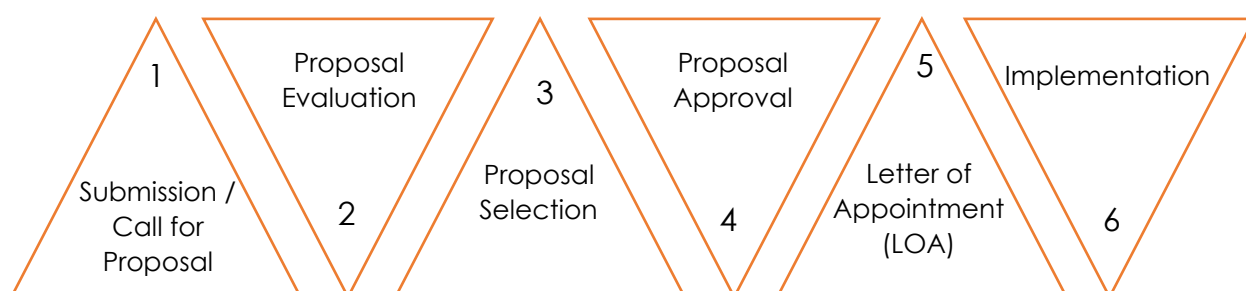 1
Submission /
Call for
Proposal
Proposal
Evaluation
2
3
Proposal
Selection
Proposal
Approval
4
5
Letter of
Appointment
(LOA)
Implementation
6